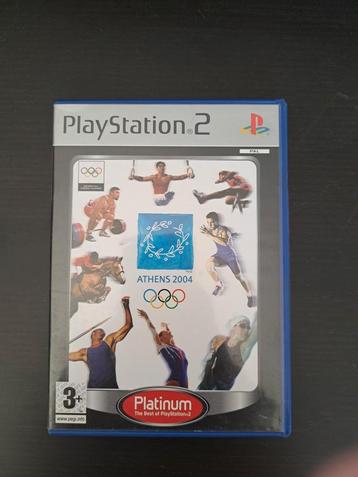 PlayStation®2
PAL
ATHENS 2004
3+
www.pegi.info
Platinum
The Best of PlayStation®2